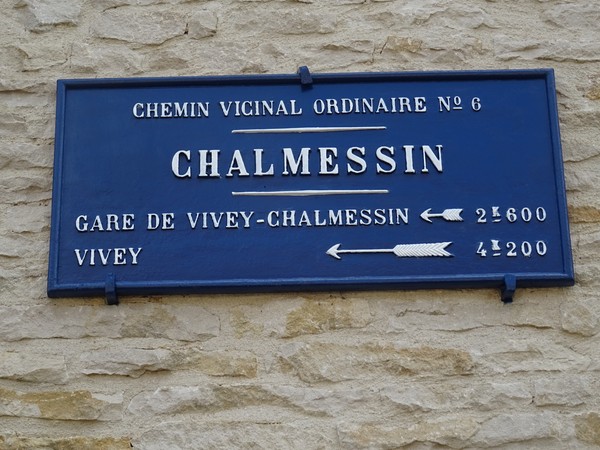 CHEMIN VICINAL ORDINAIRE Nº 6
CHALMESSIN
GARE DE VIVEY-CHALMESSIN 2ᴷ600
VIVEY 4ᴷ200